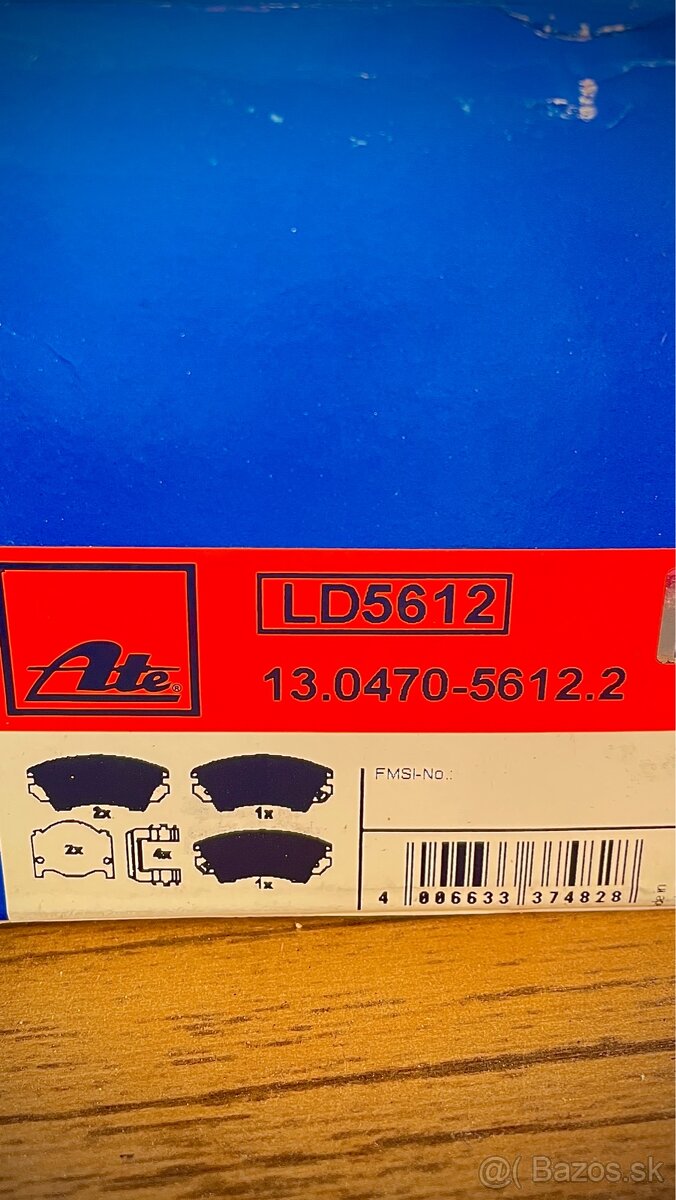 LD5612
Ate®
13.0470-5612.2
2x
1x
FMSI-No.:
2x
4x
1x
4 006633 374828
@( Bazos.sk